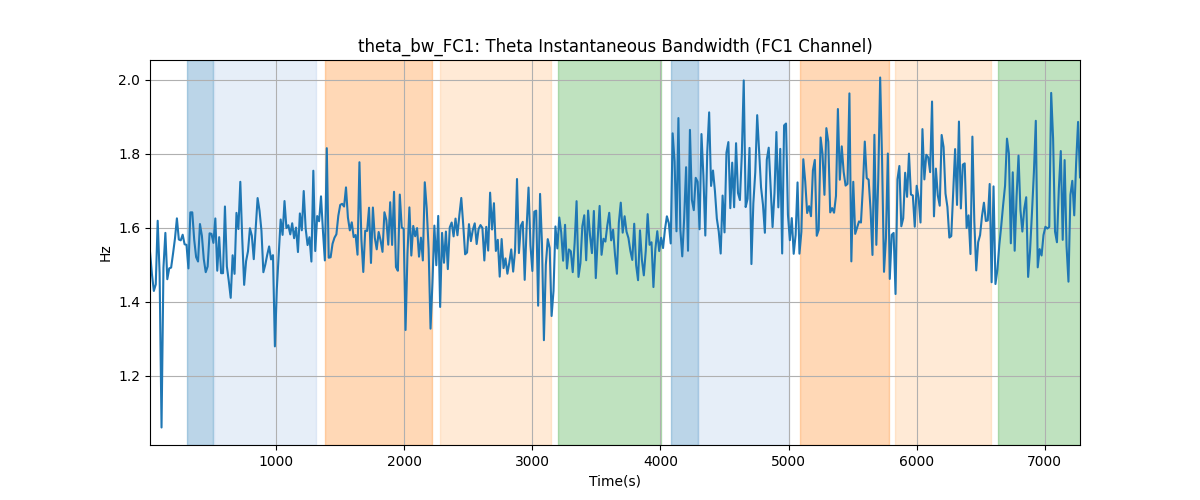 theta_bw_FC1: Theta Instantaneous Bandwidth (FC1 Channel)
2.0
1.8
1.6
1.4
1.2
Hz
1000 2000 3000 4000 5000 6000 7000
Time(s)